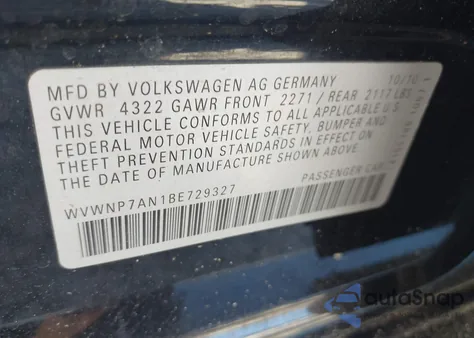 MFD BY VOLKSWAGEN AG GERMANY 10/10
GVWR 4322 GAWR FRONT 2271 / REAR 2117 LBS
THIS VEHICLE CONFORMS TO ALL APPLICABLE U.S.
FEDERAL MOTOR VEHICLE SAFETY, BUMPER AND
THEFT PREVENTION STANDARDS IN EFFECT ON
THE DATE OF MANUFACTURE SHOWN ABOVE.
WVWNP7AN1BE729327 PASSENGER CAR
autoSnap